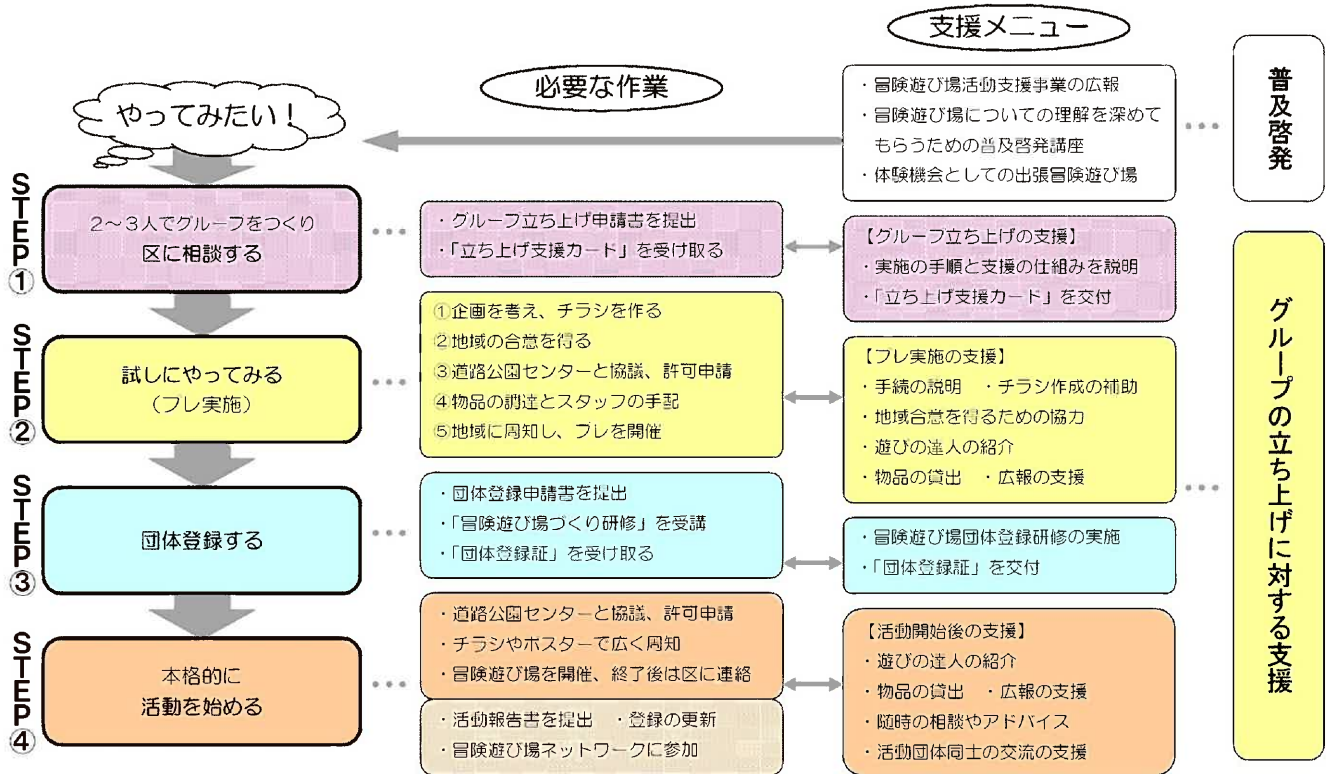 支援メニュー
必要な作業
やってみたい！
・冒険遊び場活動支援事業の広報
・冒険遊び場についての理解を深めて
もらうための普及啓発講座
・体験機会としての出張冒険遊び場
普及啓発
STEP①
２～３人でグループをつくり
区に相談する
・グループ立ち上げ申請書を提出
・「立ち上げ支援カード」を受け取る
【グループ立ち上げの支援】
・実施の手順と支援の仕組みを説明
・「立ち上げ支援カード」を交付
STEP②
試しにやってみる
（プレ実施）
①企画を考え、チラシを作る
②地域の合意を得る
③道路公園センターと協議、許可申請
④物品の調達とスタッフの手配
⑤地域に周知し、プレを開催
【プレ実施の支援】
・手続の説明　・チラシ作成の補助
・地域合意を得るための協力
・遊びの達人の紹介
・物品の貸出　・広報の支援
STEP③
団体登録する
・団体登録申請書を提出
・「冒険遊び場づくり研修」を受講
・「団体登録証」を受け取る
・冒険遊び場団体登録研修の実施
・「団体登録証」を交付
STEP④
本格的に
活動を始める
・道路公園センターと協議、許可申請
・チラシやポスターで広く周知
・冒険遊び場を開催、終了後は区に連絡
・活動報告書を提出　・登録の更新
・冒険遊び場ネットワークに参加
【活動開始後の支援】
・遊びの達人の紹介
・物品の貸出　・広報の支援
・随時の相談やアドバイス
・活動団体同士の交流の支援
グループの立ち上げに対する支援